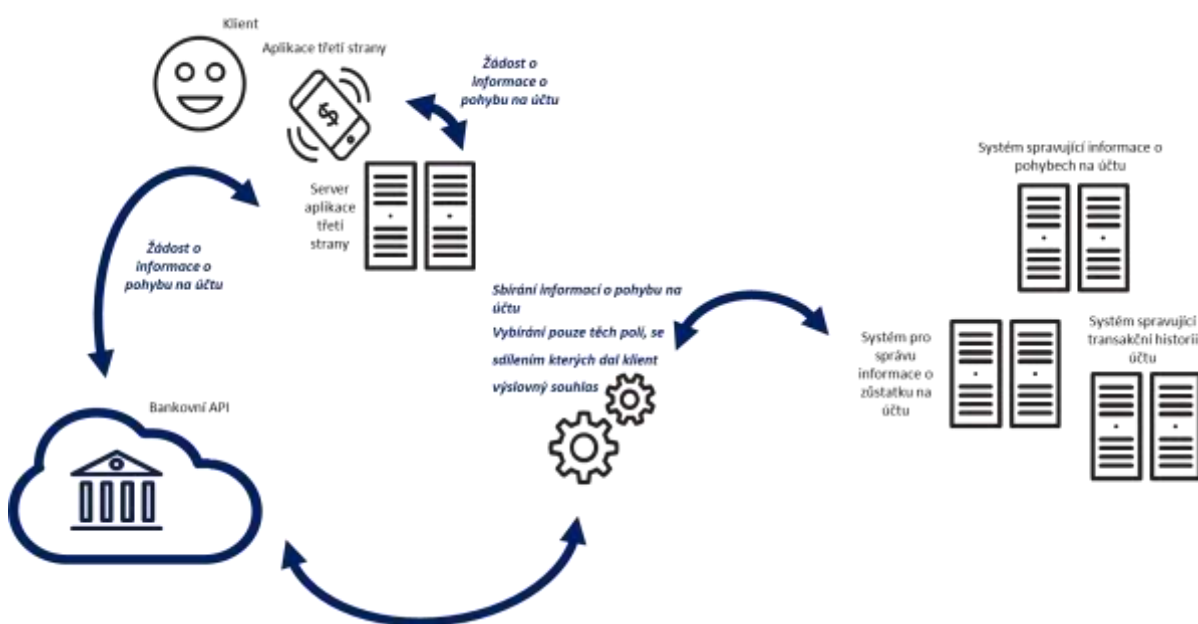 Klient
Aplikace třetí strany
Žádost o
informace o
pohybu na účtu
Server
aplikace
třetí
strany
Žádost o
informace o
pohybu na účtu
Bankovní API
Sbírání informací o pohybu na
účtu
Vybírání pouze těch polí, se
sdílením kterých dal klient
výslovný souhlas
Systém spravující informace o
pohybech na účtu
Systém pro
správu
informace o
zůstatku na
účtu
Systém spravující
transakční historii
účtu